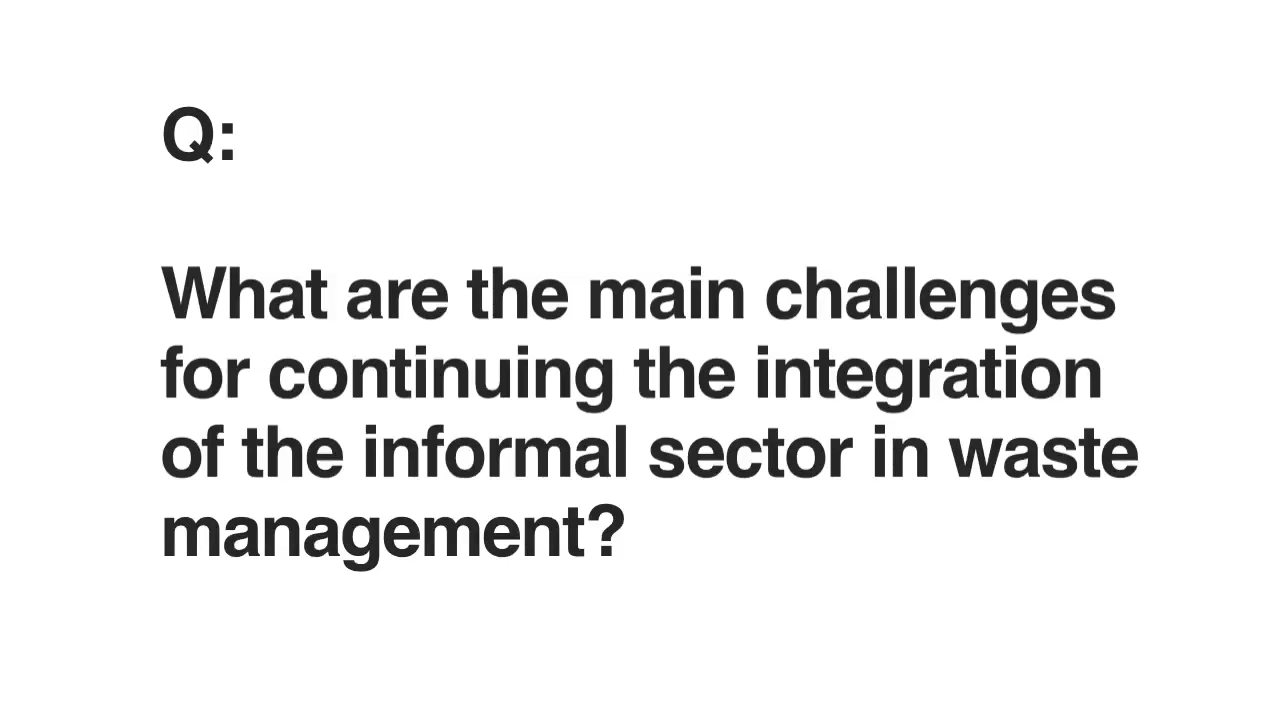 Q:
What are the main challenges
for continuing the integration
of the informal sector in waste
management?